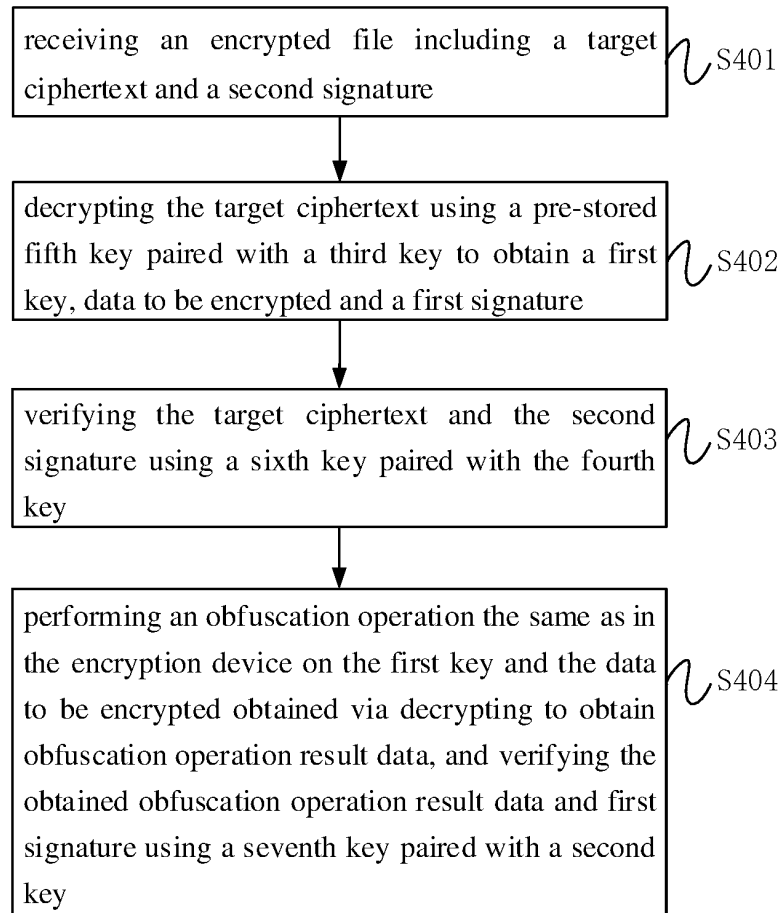 receiving an encrypted file including a target
ciphertext and a second signature
S401
decrypting the target ciphertext using a pre-stored
fifth key paired with a third key to obtain a first
key, data to be encrypted and a first signature
S402
verifying the target ciphertext and the second
signature using a sixth key paired with the fourth
key
S403
performing an obfuscation operation the same as in
the encryption device on the first key and the data
to be encrypted obtained via decrypting to obtain
obfuscation operation result data, and verifying the
obtained obfuscation operation result data and first
signature using a seventh key paired with a second
key
S404